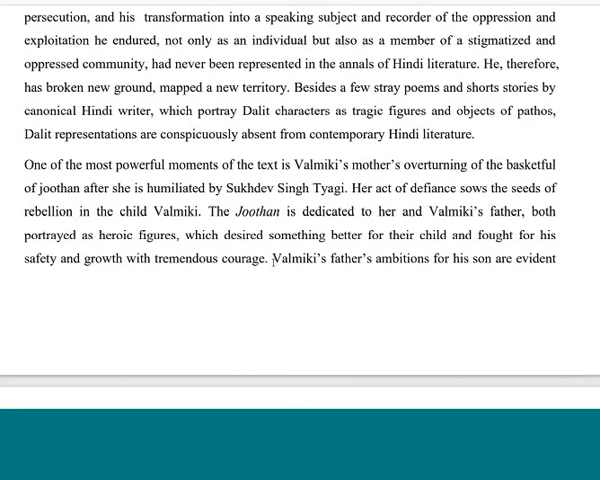 persecution, and his transformation into a speaking subject and recorder of the oppression and
exploitation he endured, not only as an individual but also as a member of a stigmatized and
oppressed community, had never been represented in the annals of Hindi literature. He, therefore,
has broken new ground, mapped a new territory. Besides a few stray poems and shorts stories by
canonical Hindi writer, which portray Dalit characters as tragic figures and objects of pathos,
Dalit representations are conspicuously absent from contemporary Hindi literature.
One of the most powerful moments of the text is Valmiki's mother's overturning of the basketful
of joothan after she is humiliated by Sukhdev Singh Tyagi. Her act of defiance sows the seeds of
rebellion in the child Valmiki. The Joothan is dedicated to her and Valmiki's father, both
portrayed as heroic figures, which desired something better for their child and fought for his
safety and growth with tremendous courage. Valmiki's father's ambitions for his son are evident